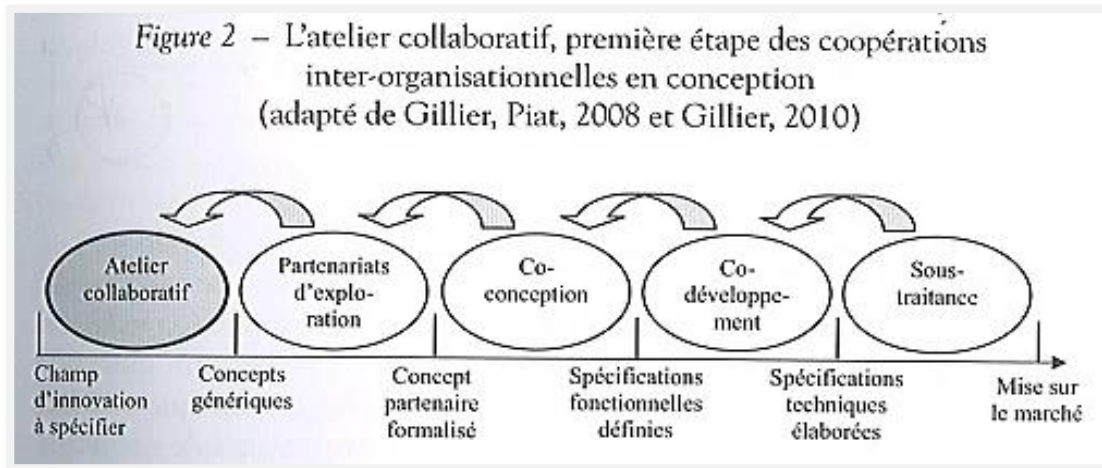 Figure 2 – L'atelier collaboratif, première étape des coopérations
inter-organisationnelles en conception
(adapté de Gillier, Piat, 2008 et Gillier, 2010)
Atelier
collaboratif
Partenariats
d'explo-
ration
Co-
conception
Co-
développe-
ment
Sous-
traitance
Champ
d'innovation
à spécifier
Concepts
génériques
Concept
partenaire
formalisé
Spécifications
fonctionnelles
définies
Spécifications
techniques
élaborées
Mise sur
le marché